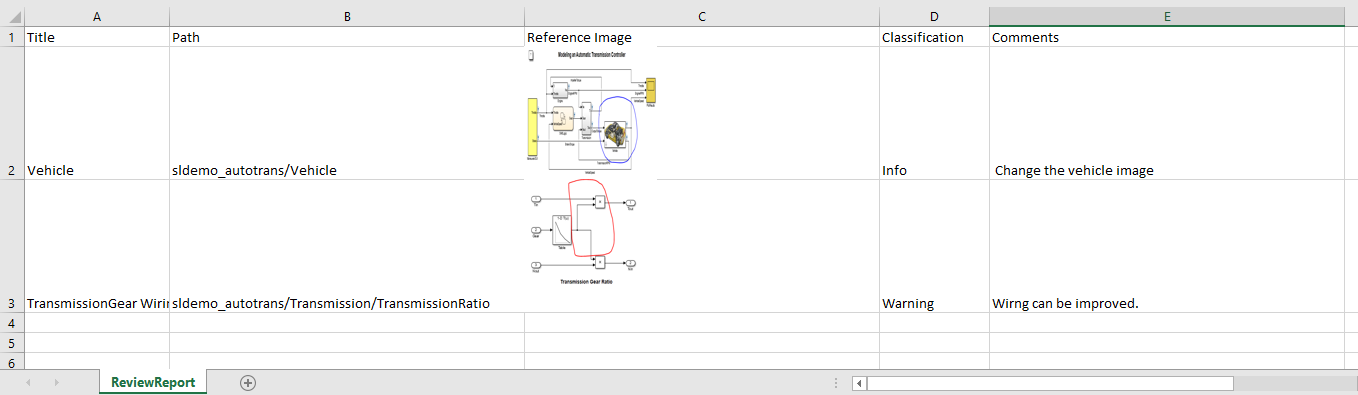 A B C D E
1 Title Path Reference Image Classification Comments
Modeling an Automatic Transmission Controller
2 Vehicle sldemo_autotrans/Vehicle Info Change the vehicle image
Transmission Gear Ratio
3 TransmissionGear Wirin sldemo_autotrans/Transmission/TransmissionRatio Warning Wirng can be improved.
4
5
6
ReviewReport